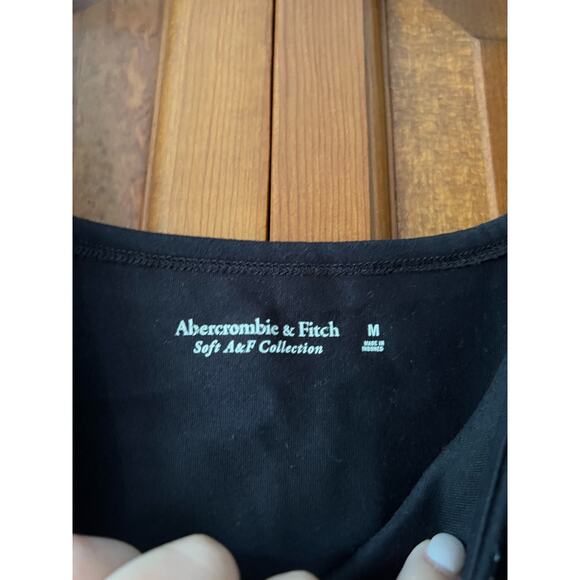 Abercrombie & Fitch M
Soft A&F Collection
MADE IN